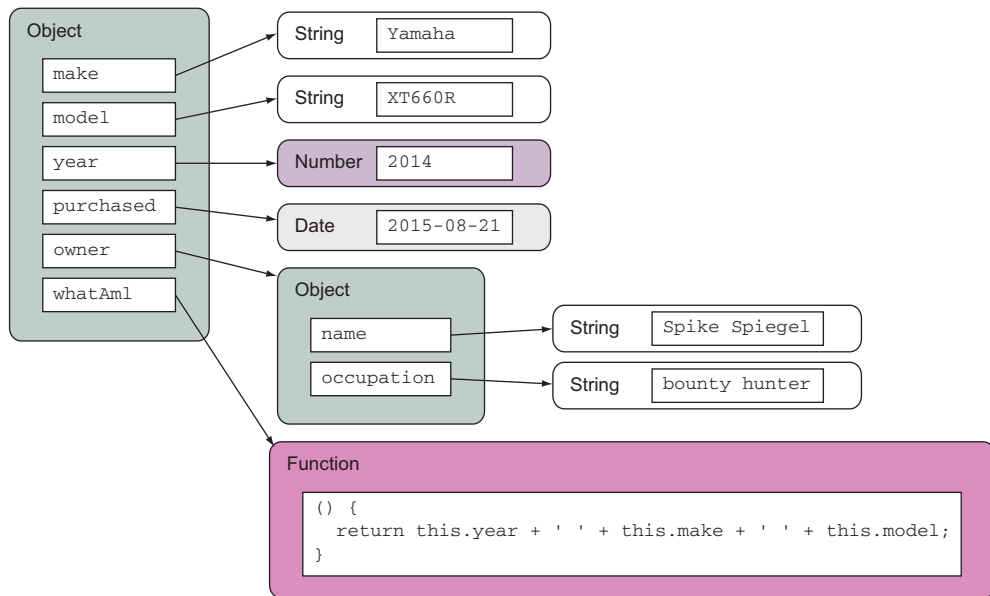 Object
make
model
year
purchased
owner
whatAmI
String Yamaha
String XT660R
Number 2014
Date 2015-08-21
Object
name
occupation
String Spike Spiegel
String bounty hunter
Function
() {
return this.year + ' ' + this.make + ' ' + this.model;
}